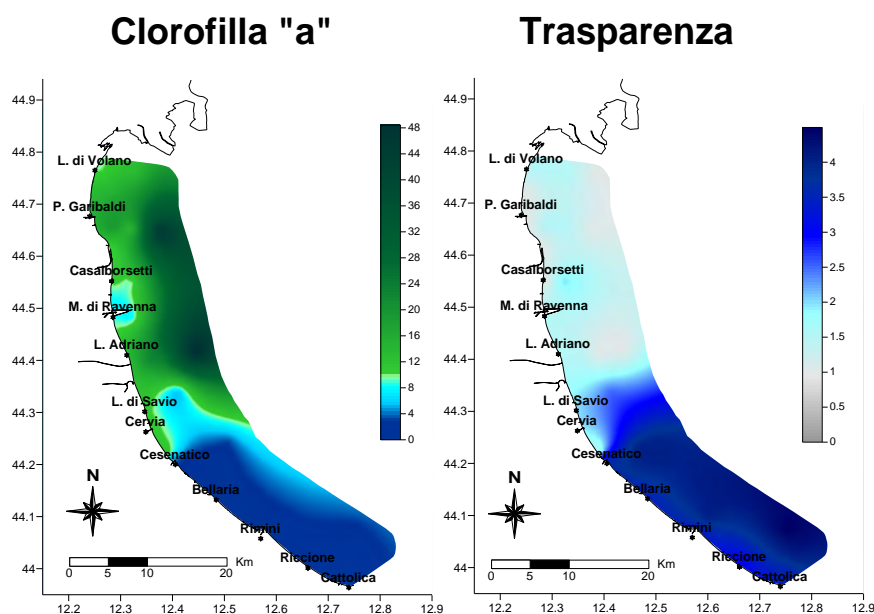 Clorofilla "a"
Trasparenza
44.9
44.8
44.7
44.6
44.5
44.4
44.3
44.2
44.1
44
12.2 12.3 12.4 12.5 12.6 12.7 12.8 12.9
L. di Volano
P. Garibaldi
Casalborsetti
M. di Ravenna
L. Adriano
L. di Savio
Cervia
Cesenatico
Bellaria
Rimini
Riccione
Cattolica
N
0 5 10 20 Km
48
44
40
36
32
28
24
20
16
12
8
4
0
44.9
44.8
44.7
44.6
44.5
44.4
44.3
44.2
44.1
44
12.2 12.3 12.4 12.5 12.6 12.7 12.8 12.9
L. di Volano
P. Garibaldi
Casalborsetti
M. di Ravenna
L. Adriano
L. di Savio
Cervia
Cesenatico
Bellaria
Rimini
Riccione
Cattolica
N
0 5 10 20 Km
4
3.5
3
2.5
2
1.5
1
0.5
0